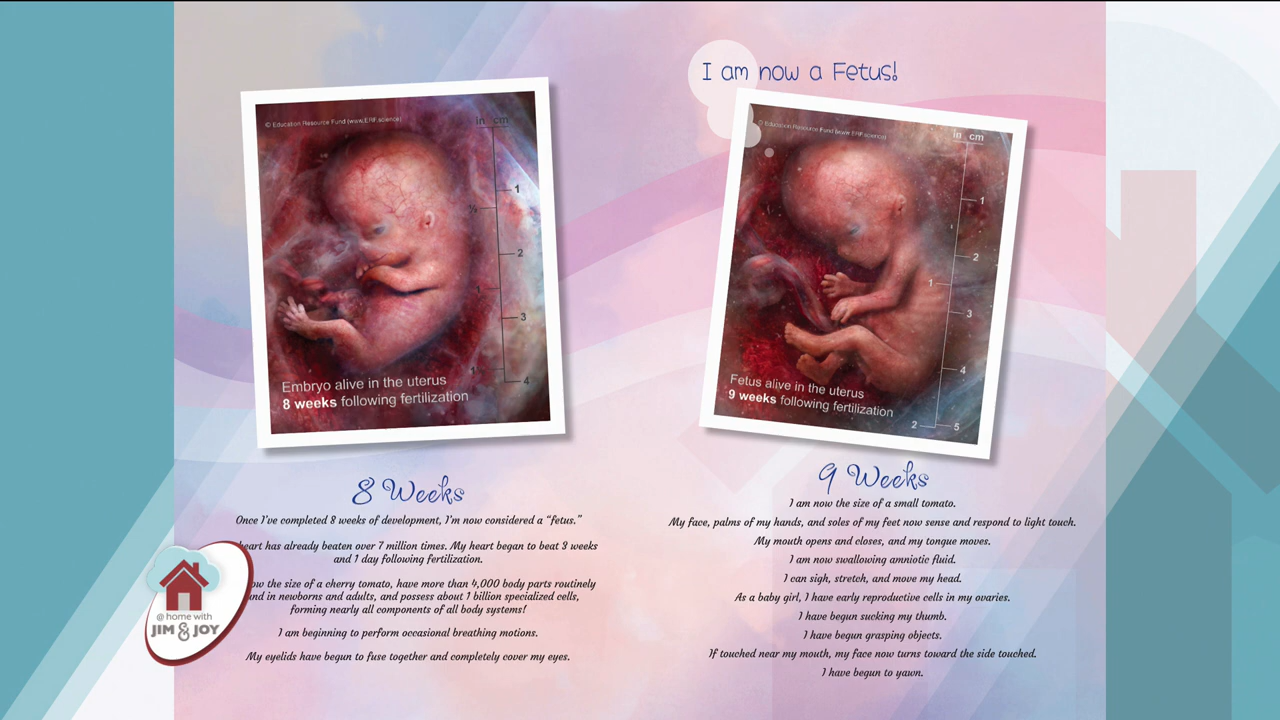 I am now a Fetus!
© Education Resource Fund (www.ERF.science)
in cm
1
½
2
1
3
1
4
Embryo alive in the uterus
8 weeks following fertilization
© Education Resource Fund (www.ERF.science)
in cm
1
2
1
3
4
2 5
Fetus alive in the uterus
9 weeks following fertilization
8 Weeks
Once I've completed 8 weeks of development, I'm now considered a “fetus.”
heart has already beaten over 7 million times. My heart began to beat 3 weeks
and 1 day following fertilization.
the size of a cherry tomato, have more than 4,000 body parts routinely
in newborns and adults, and possess about 1 billion specialized cells,
forming nearly all components of all body systems!
I am beginning to perform occasional breathing motions.
My eyelids have begun to fuse together and completely cover my eyes.
9 Weeks
I am now the size of a small tomato.
My face, palms of my hands, and soles of my feet now sense and respond to light touch.
My mouth opens and closes, and my tongue moves.
I am now swallowing amniotic fluid.
I can sigh, stretch, and move my head.
As a baby girl, I have early reproductive cells in my ovaries.
I have begun sucking my thumb.
I have begun grasping objects.
If touched near my mouth, my face now turns toward the side touched.
I have begun to yawn.
@ home with
JIM & JOY